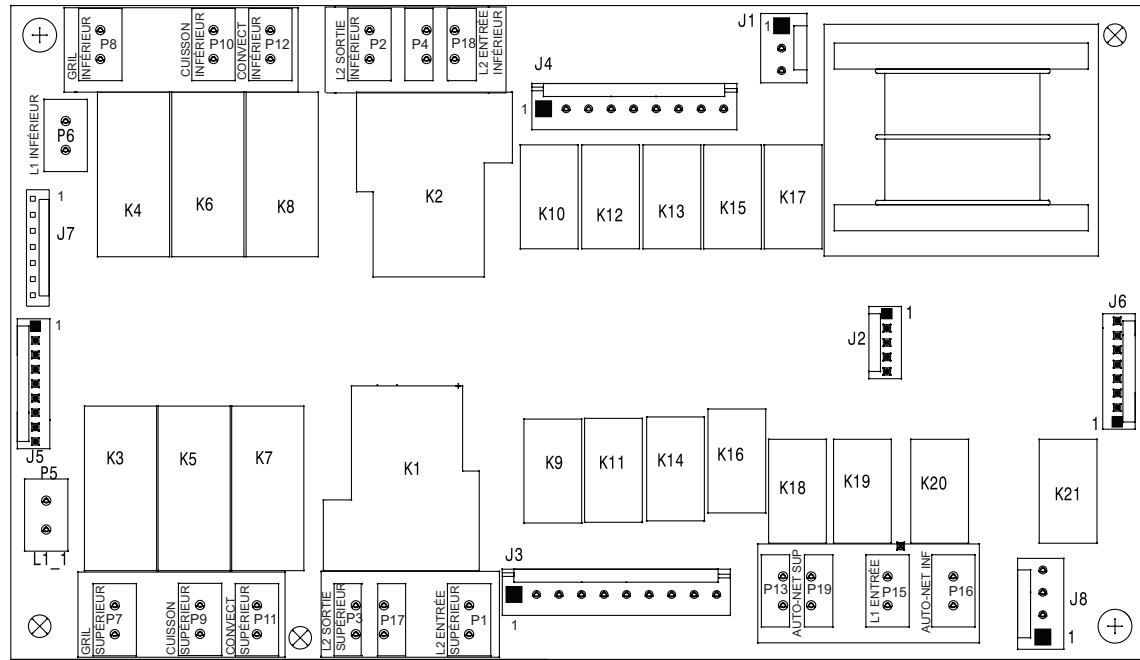 GRIL
INFÉRIEUR
P8
CUISSON
INFÉRIEUR
P10
CONVECT
INFÉRIEUR
P12
L2 SORTIE
INFÉRIEUR
P2
P4
P18
L2 ENTRÉE
INFÉRIEUR
J1
1
J4
1
L1 INFÉRIEUR
P6
K4
K6
K8
K2
K10
K12
K13
K15
K17
1
J7
1
J5
J2
1
J6
1
P5
L1_1
K3
K5
K7
K1
K9
K11
K14
K16
K18
K19
K20
K21
J3
1
GRIL
SUPÉRIEUR
P7
CUISSON
SUPÉRIEUR
P9
CONVECT
SUPÉRIEUR
P11
L2 SORTIE
SUPÉRIEUR
P3
P17
L2 ENTRÉE
SUPÉRIEUR
P1
P13
AUTO-NET SUP
P19
L1 ENTRÉE
P15
AUTO-NET INF
P16
J8
1